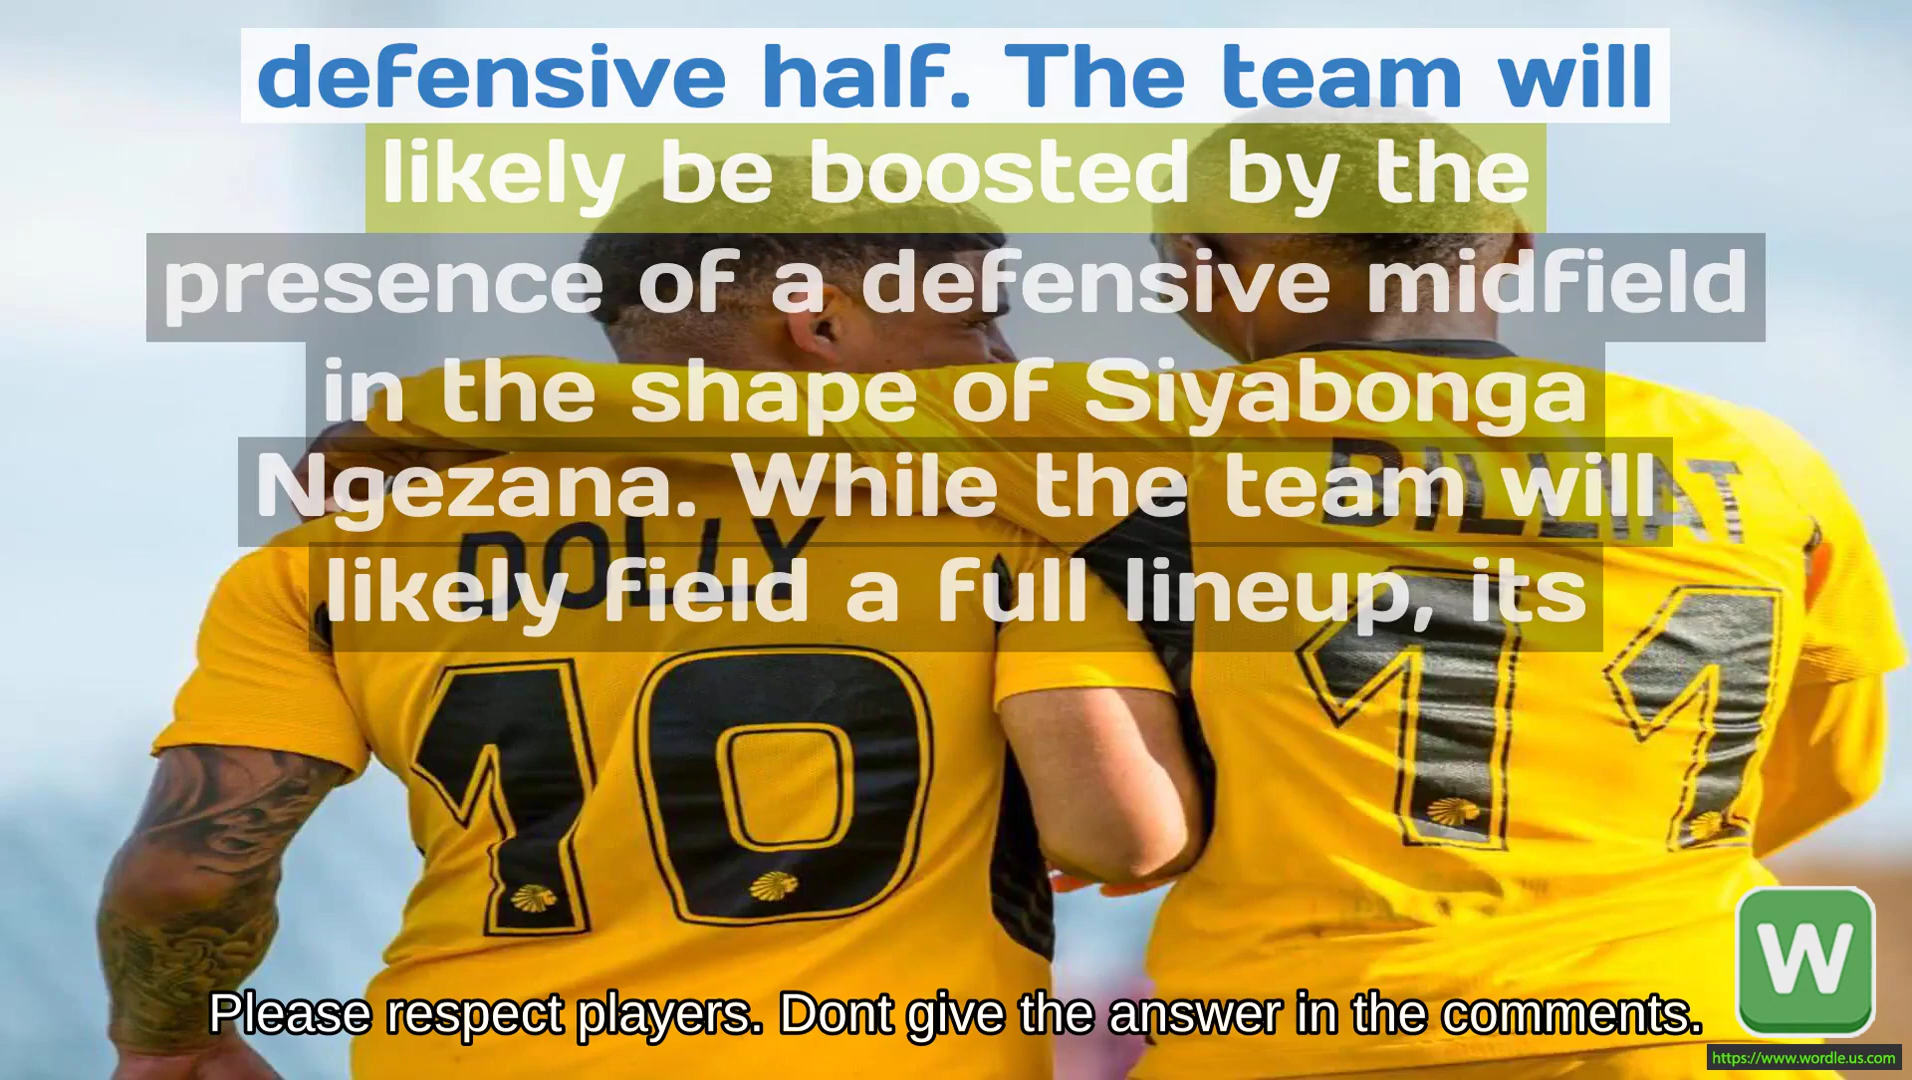 defensive half. The team will
likely be boosted by the
presence of a defensive midfield
in the shape of Siyabonga
Ngezana. While the team will
likely field a full lineup, its
BILLIAT
DOLLY
10
11
Please respect players. Dont give the answer in the comments.
W
https://www.wordle.us.com